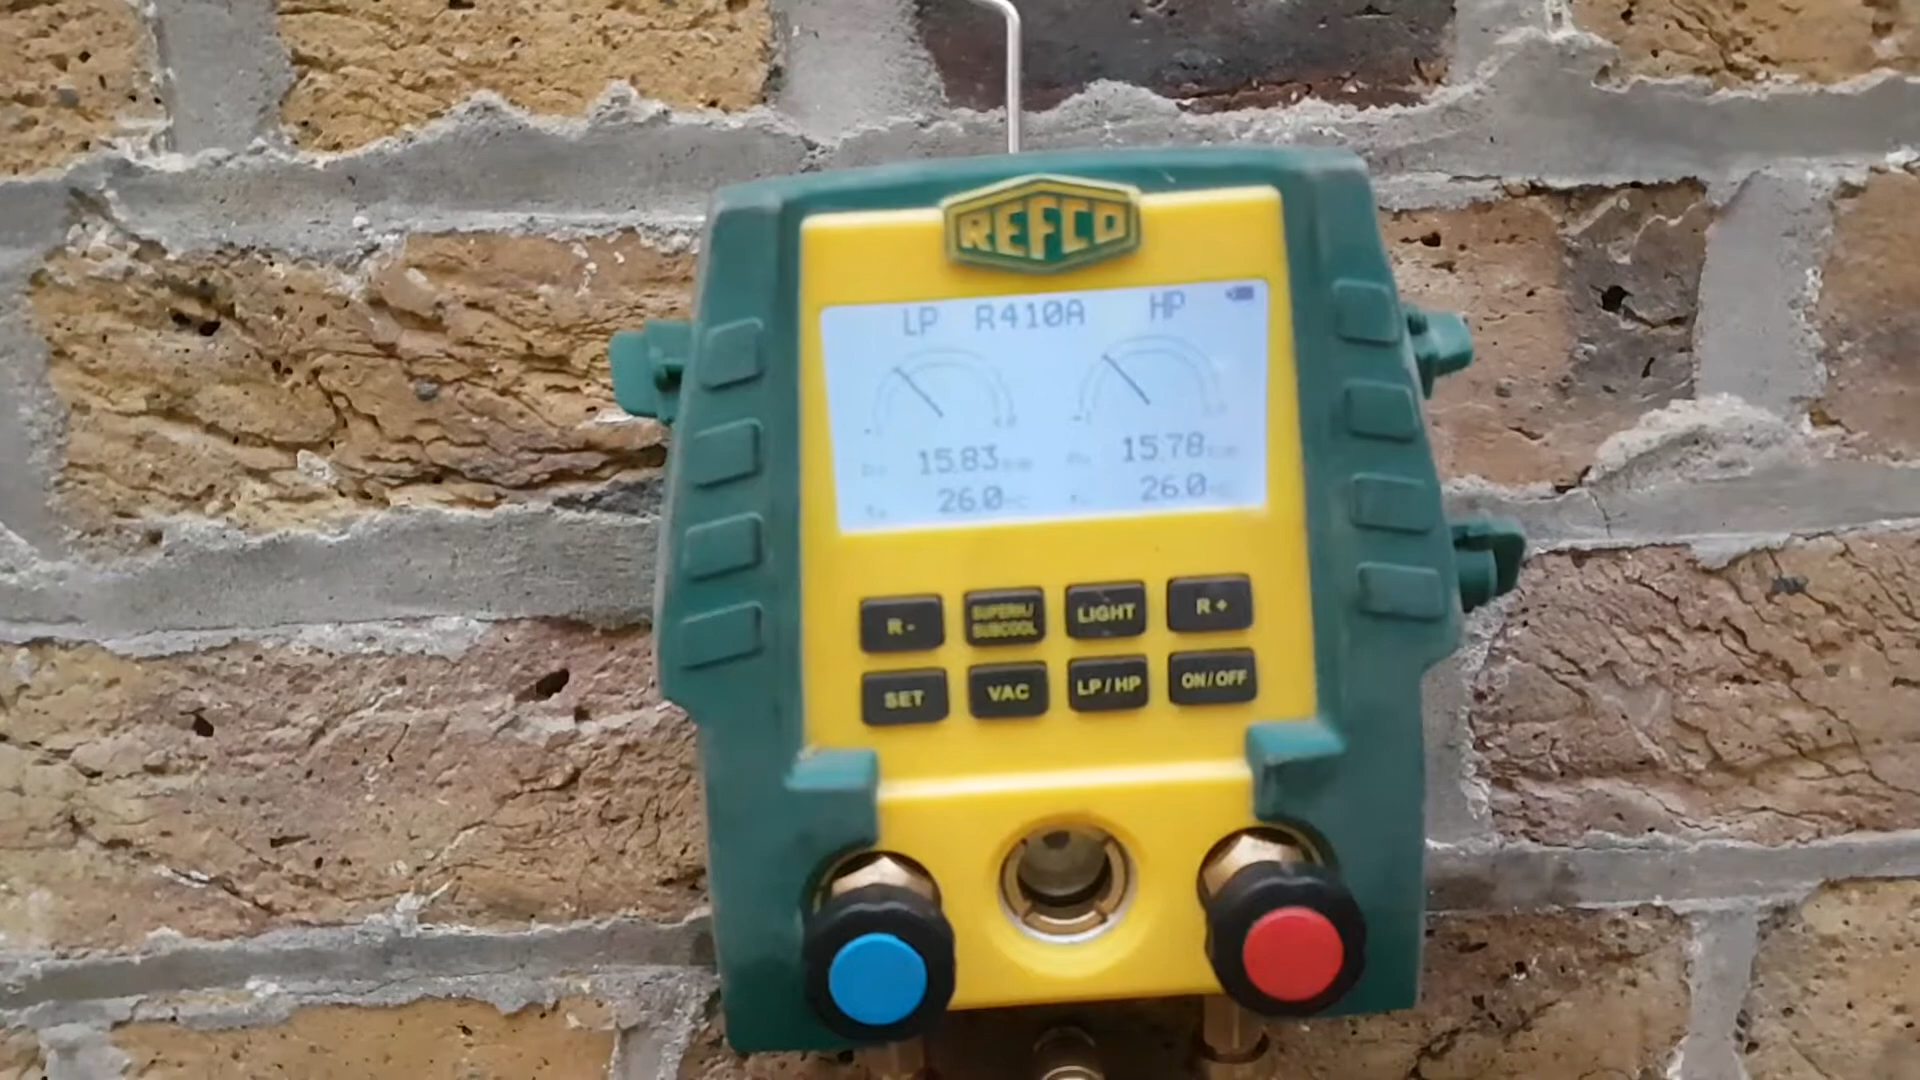 REFCO
LP R410A HP
15.83 15.78
26.0 26.0
R - SUPERH./ SUBCOOL LIGHT R +
SET VAC LP / HP ON / OFF